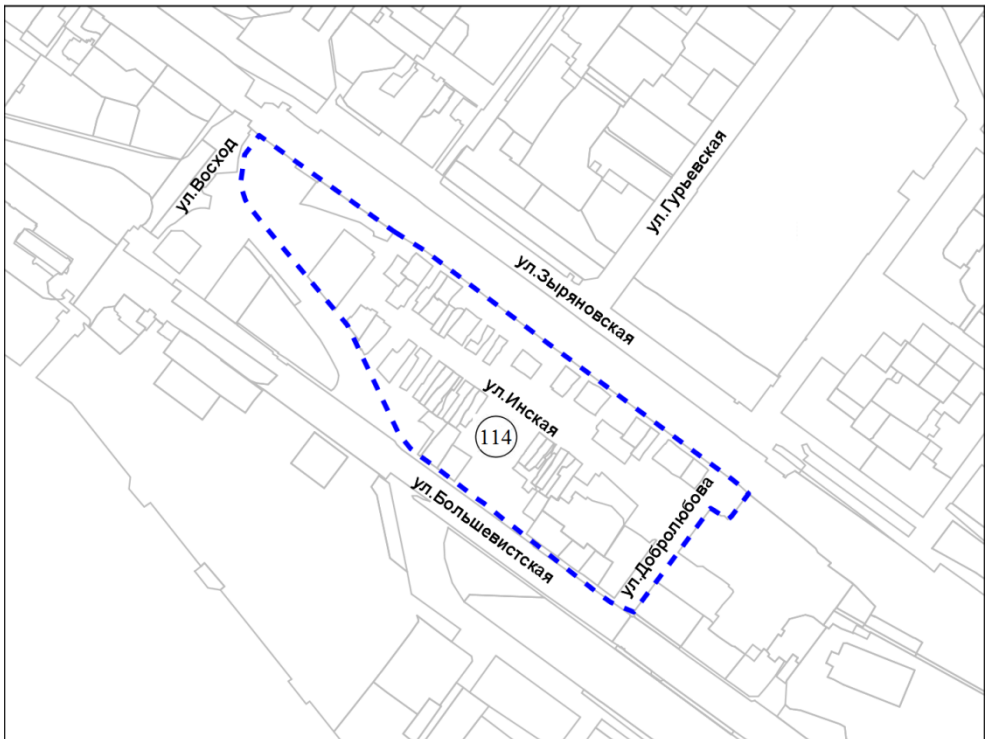 ул.Восход
ул.Гурьевская
ул.Зыряновская
ул.Инская
114
ул.Большевистская
ул.Добролюбова